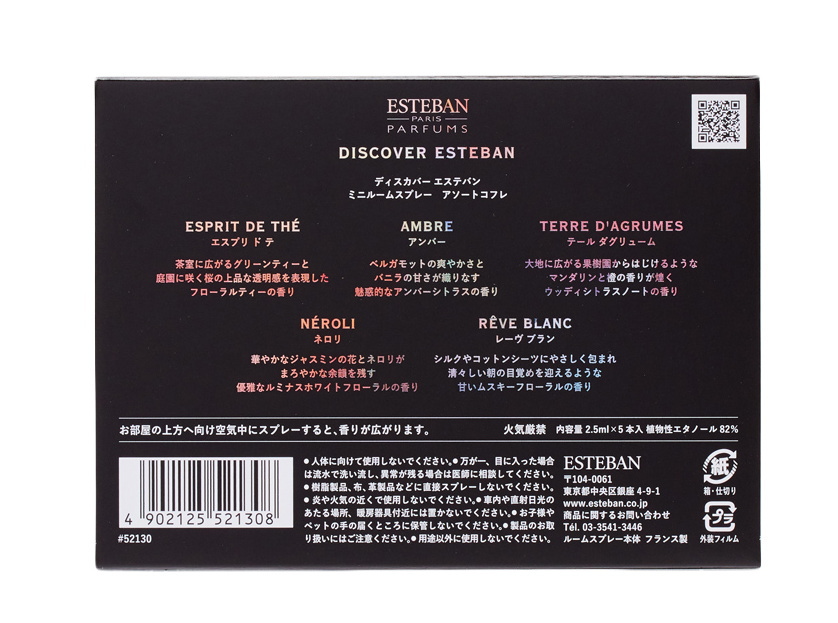 ESTEBAN
PARIS
PARFUMS
DISCOVER ESTEBAN
ディスカバー エステバン
ミニルームスプレー アソートコフレ
ESPRIT DE THÉ
エスプリ ド テ
茶室に広がるグリーンティーと
庭園に咲く桜の上品な透明感を表現した
フローラルティーの香り
AMBRE
アンバー
ベルガモットの爽やかさと
バニラの甘さが織りなす
魅惑的なアンバーシトラスの香り
TERRE D'AGRUMES
テール ダグリューム
大地に広がる果樹園からはじけるような
マンダリンと橙の香りが煌く
ウッディシトラスノートの香り
NÉROLI
ネロリ
華やかなジャスミンの花とネロリが
まろやかな余韻を残す
優雅なルミナスホワイトフローラルの香り
RÊVE BLANC
レーヴ ブラン
シルクやコットンシーツにやさしく包まれ
清々しい朝の目覚めを迎えるような
甘いムスキーフローラルの香り
お部屋の上方へ向け空気中にスプレーすると、香りが広がります。
火気厳禁 内容量 2.5ml×5本入 植物性エタノール 82%
4 902125 521308
#52130
●人体に向けて使用しないでください。●万が一、目に入った場合
は流水で洗い流し、異常が残る場合は医師に相談してください。
●樹脂製品、布、革製品などに直接スプレーしないでください。
●炎や火気の近くで使用しないでください。●車内や直射日光の
あたる場所、暖房器具付近には置かないでください。●お子様や
ペットの手の届くところに保管しないでください。●製品のお取
り扱いにはご注意ください。●用途以外に使用しないでください。
ESTEBAN
〒104-0061
東京都中央区銀座 4-9-1
www.esteban.co.jp
商品に関するお問い合わせ
Tél. 03-3541-3446
ルームスプレー本体 フランス製
紙
箱・仕切り
プラ
外装フィルム